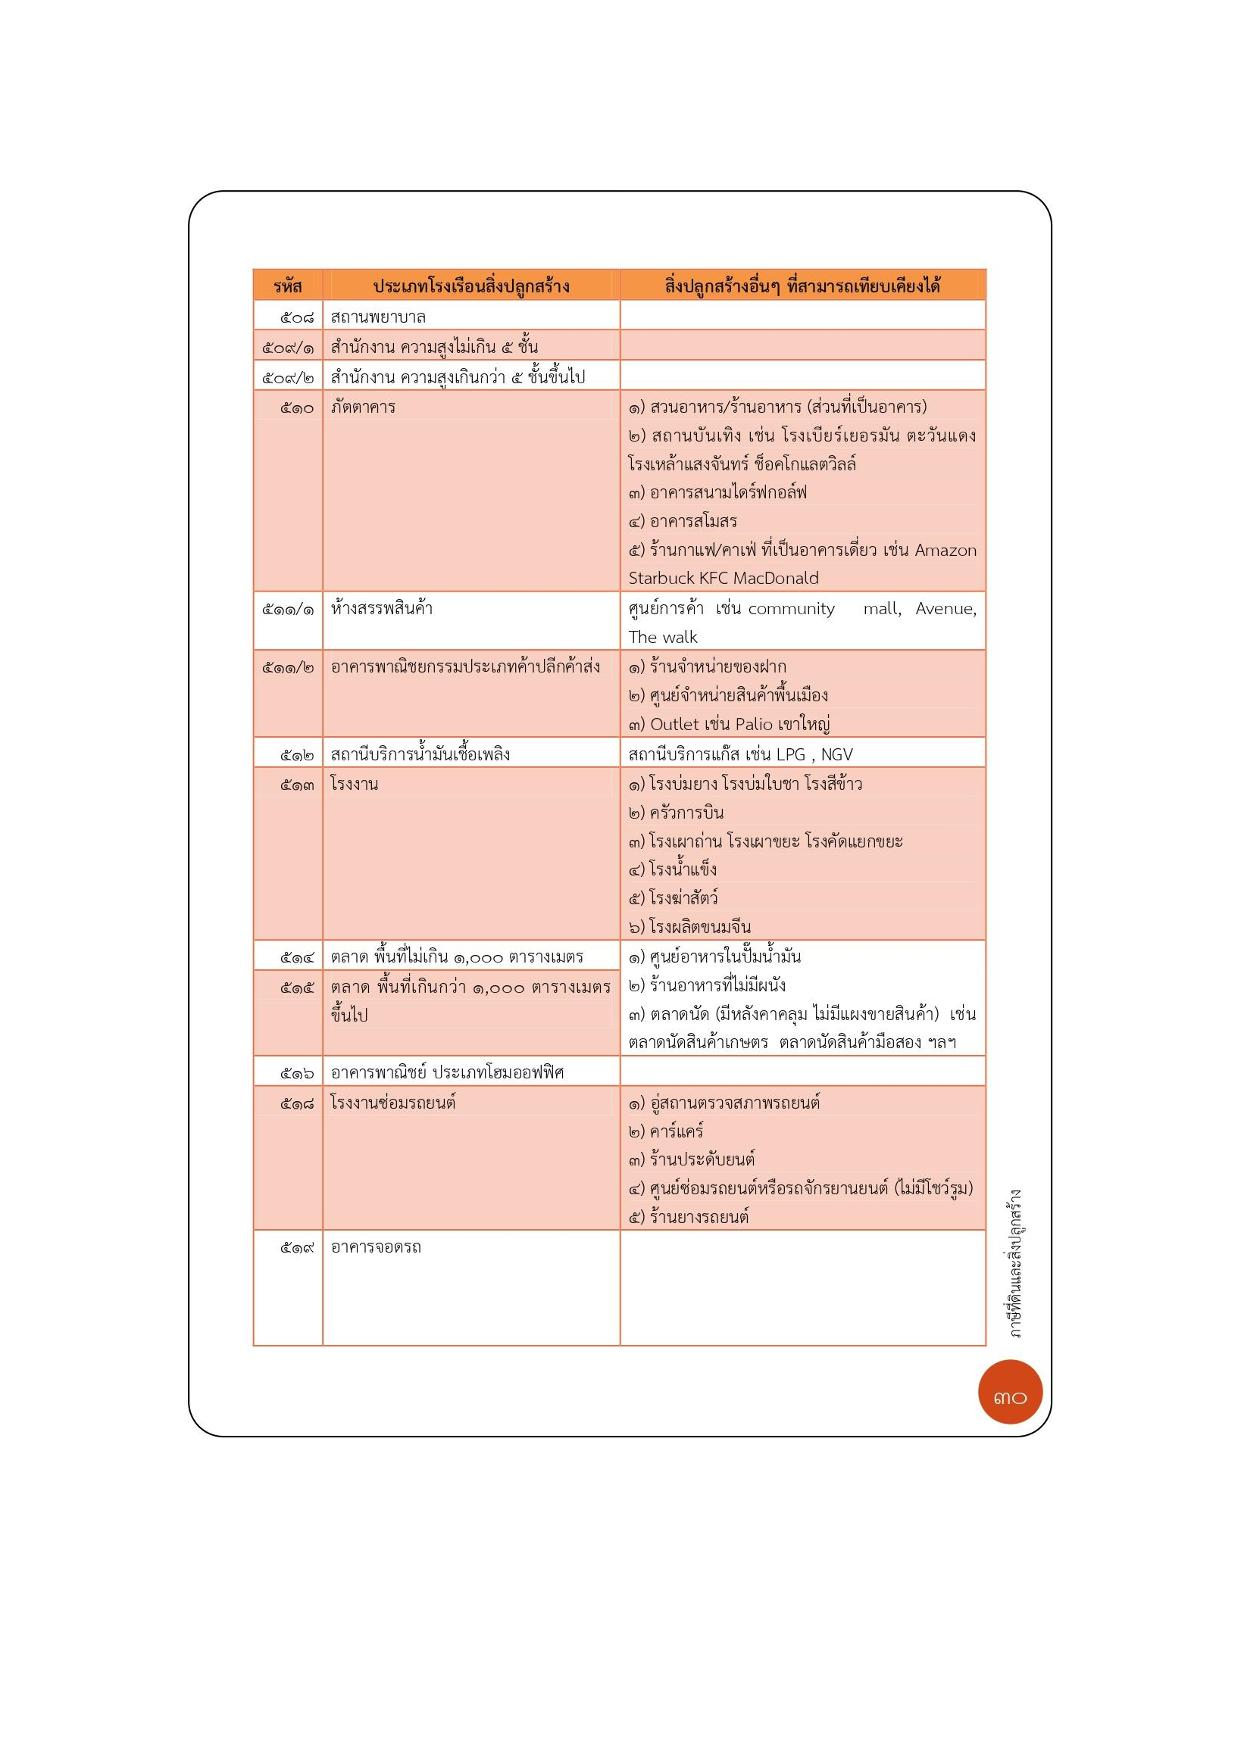 รหัส ประเภทโรงเรือนสิ่งปลูกสร้าง สิ่งปลูกสร้างอื่นๆ ที่สามารถเทียบเคียงได้
๕๐๘ สถานพยาบาล
๕๐๙/๑ สำนักงาน ความสูงไม่เกิน ๕ ชั้น
๕๐๙/๒ สำนักงาน ความสูงเกินกว่า ๕ ชั้นขึ้นไป
๕๑๐ ภัตตาคาร ๑) สวนอาหาร/ร้านอาหาร (ส่วนที่เป็นอาคาร)
๒) สถานบันเทิง เช่น โรงเบียร์เยอรมัน ตะวันแดง
โรงเหล้าแสงจันทร์ ช็อคโกแลตวิลล์
๓) อาคารสนามไดร์ฟกอล์ฟ
๔) อาคารสโมสร
๕) ร้านกาแฟ/คาเฟ่ ที่เป็นอาคารเดี่ยว เช่น Amazon
Starbuck KFC MacDonald
๕๑๑/๑ ห้างสรรพสินค้า ศูนย์การค้า เช่น community mall, Avenue,
The walk
๕๑๑/๒ อาคารพาณิชยกรรมประเภทค้าปลีกค้าส่ง ๑) ร้านจำหน่ายของฝาก
๒) ศูนย์จำหน่ายสินค้าพื้นเมือง
๓) Outlet เช่น Palio เขาใหญ่
๕๑๒ สถานีบริการน้ำมันเชื้อเพลิง สถานีบริการแก๊ส เช่น LPG , NGV
๕๑๓ โรงงาน ๑) โรงบ่มยาง โรงบ่มใบชา โรงสีข้าว
๒) ครัวการบิน
๓) โรงเผาถ่าน โรงเผาขยะ โรงคัดแยกขยะ
๔) โรงน้ำแข็ง
๕) โรงฆ่าสัตว์
๖) โรงผลิตขนมจีน
๕๑๔ ตลาด พื้นที่ไม่เกิน ๑,๐๐๐ ตารางเมตร ๑) ศูนย์อาหารในปั๊มน้ำมัน
๕๑๕ ตลาด พื้นที่เกินกว่า ๑,๐๐๐ ตารางเมตร ๒) ร้านอาหารที่ไม่มีผนัง
ขึ้นไป ๓) ตลาดนัด (มีหลังคาคลุม ไม่มีแผงขายสินค้า) เช่น
ตลาดนัดสินค้าเกษตร ตลาดนัดสินค้ามือสอง ฯลฯ
๕๑๖ อาคารพาณิชย์ ประเภทโฮมออฟฟิศ
๕๑๘ โรงงานซ่อมรถยนต์ ๑) อู่สถานตรวจสภาพรถยนต์
๒) คาร์แคร์
๓) ร้านประดับยนต์
๔) ศูนย์ซ่อมรถยนต์หรือรถจักรยานยนต์ (ไม่มีโชว์รูม)
๕) ร้านยางรถยนต์
๕๑๙ อาคารจอดรถ
ภาษีที่ดินและสิ่งปลูกสร้าง
๓๐